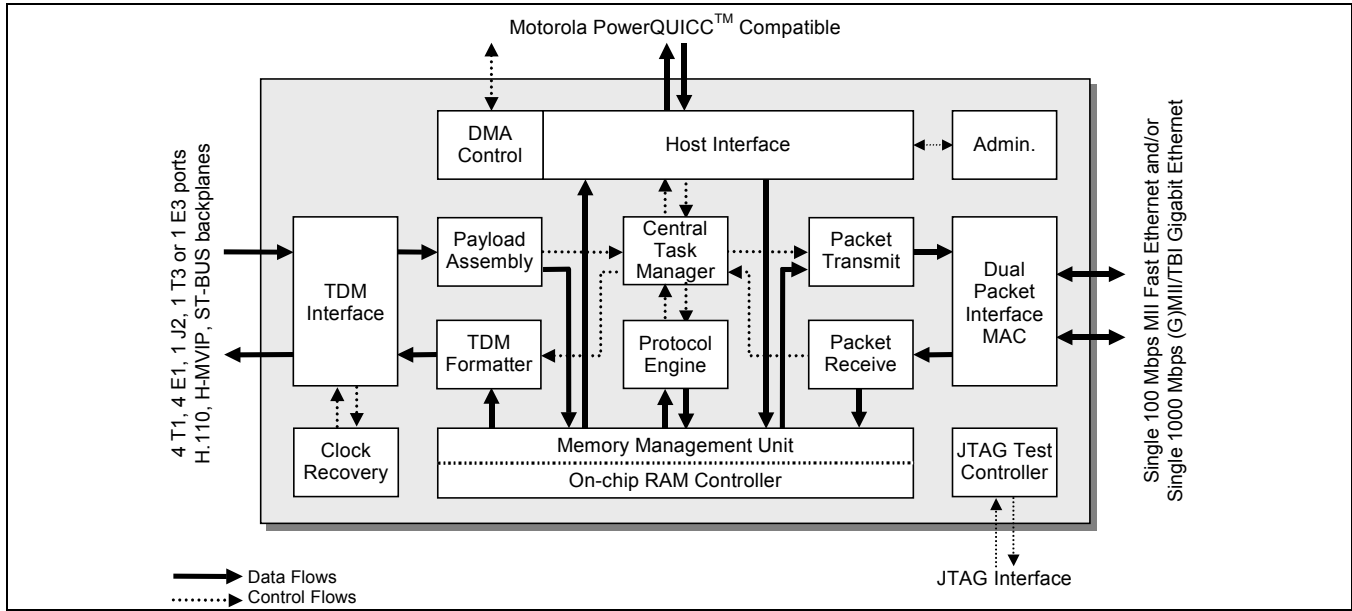 Motorola PowerQUICC™ Compatible
DMA
Control
Host Interface
Admin.
4 T1, 4 E1, 1 J2, 1 T3 or 1 E3 ports
H.110, H-MVIP, ST-BUS backplanes
TDM
Interface
Payload
Assembly
Central
Task
Manager
Packet
Transmit
Dual
Packet
Interface
MAC
TDM
Formatter
Protocol
Engine
Packet
Receive
Single 100 Mbps MII Fast Ethernet and/or
Single 1000 Mbps (G)MII/TBI Gigabit Ethernet
Clock
Recovery
Memory Management Unit
On-chip RAM Controller
JTAG Test
Controller
JTAG Interface
Data Flows
Control Flows